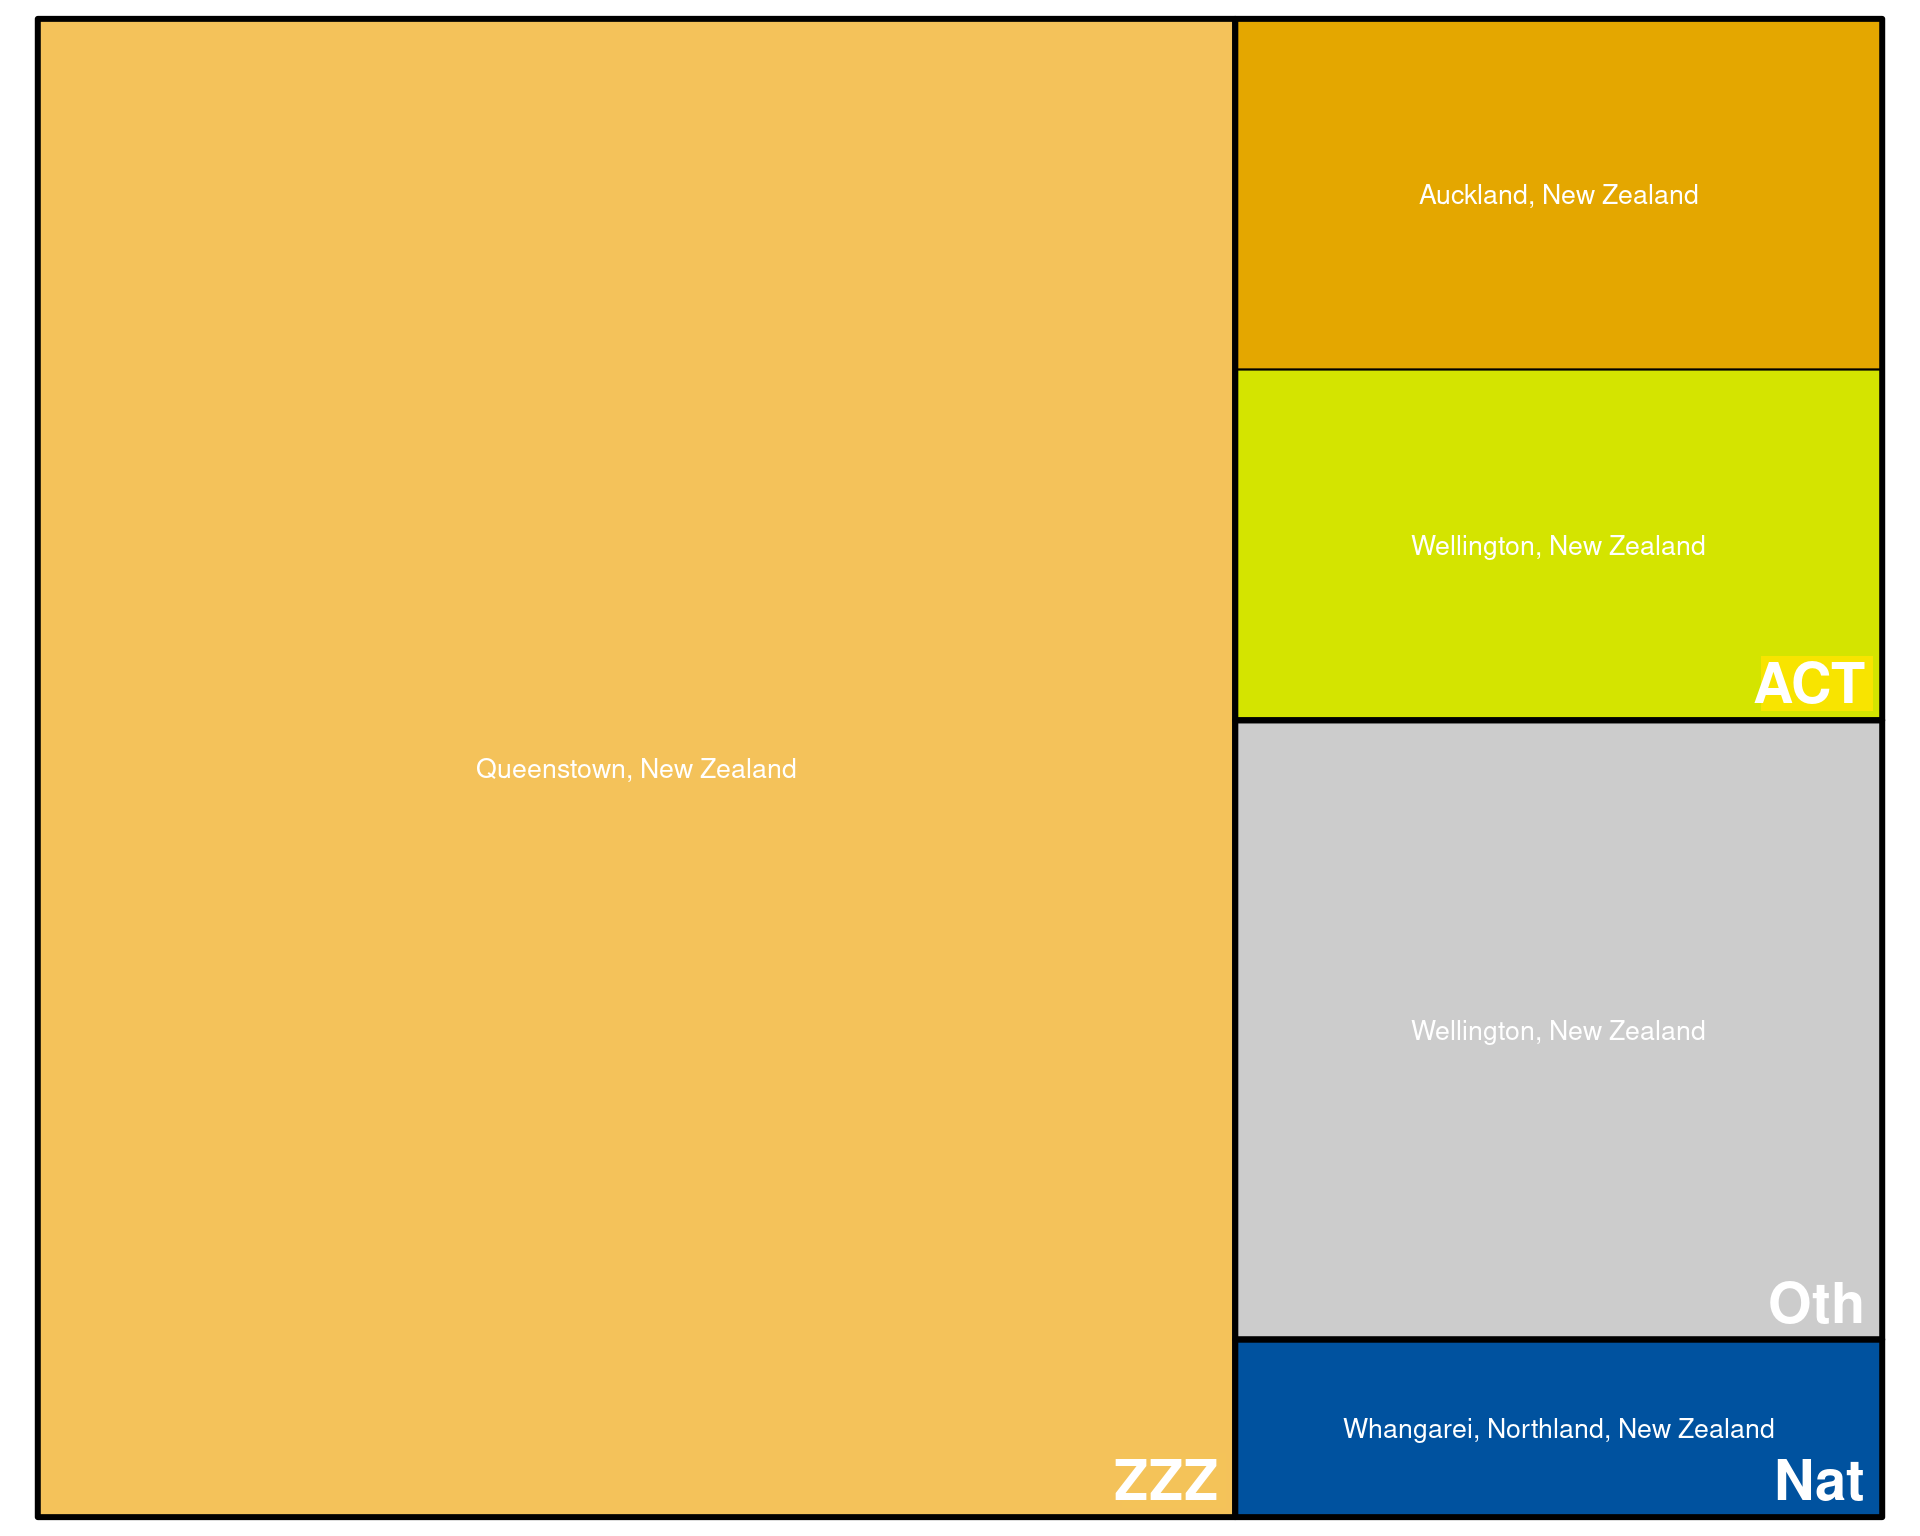 Queenstown, New Zealand
ZZZ
Auckland, New Zealand
Wellington, New Zealand
ACT
Wellington, New Zealand
Oth
Whangarei, Northland, New Zealand
Nat